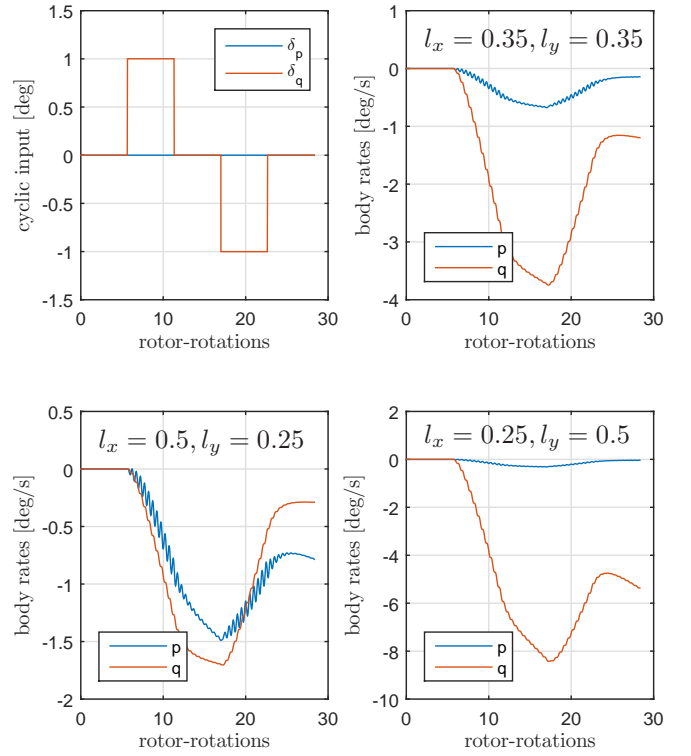 1.5
1
0.5
0
-0.5
-1
-1.5
cyclic input [deg]
δp
δq
0 10 20 30
rotor-rotations
lx = 0.35, ly = 0.35
0
-1
-2
-3
-4
body rates [deg/s]
p
q
0 10 20 30
rotor-rotations
lx = 0.5, ly = 0.25
0.5
0
-0.5
-1
-1.5
-2
body rates [deg/s]
p
q
0 10 20 30
rotor-rotations
lx = 0.25, ly = 0.5
2
0
-2
-4
-6
-8
-10
body rates [deg/s]
p
q
0 10 20 30
rotor-rotations